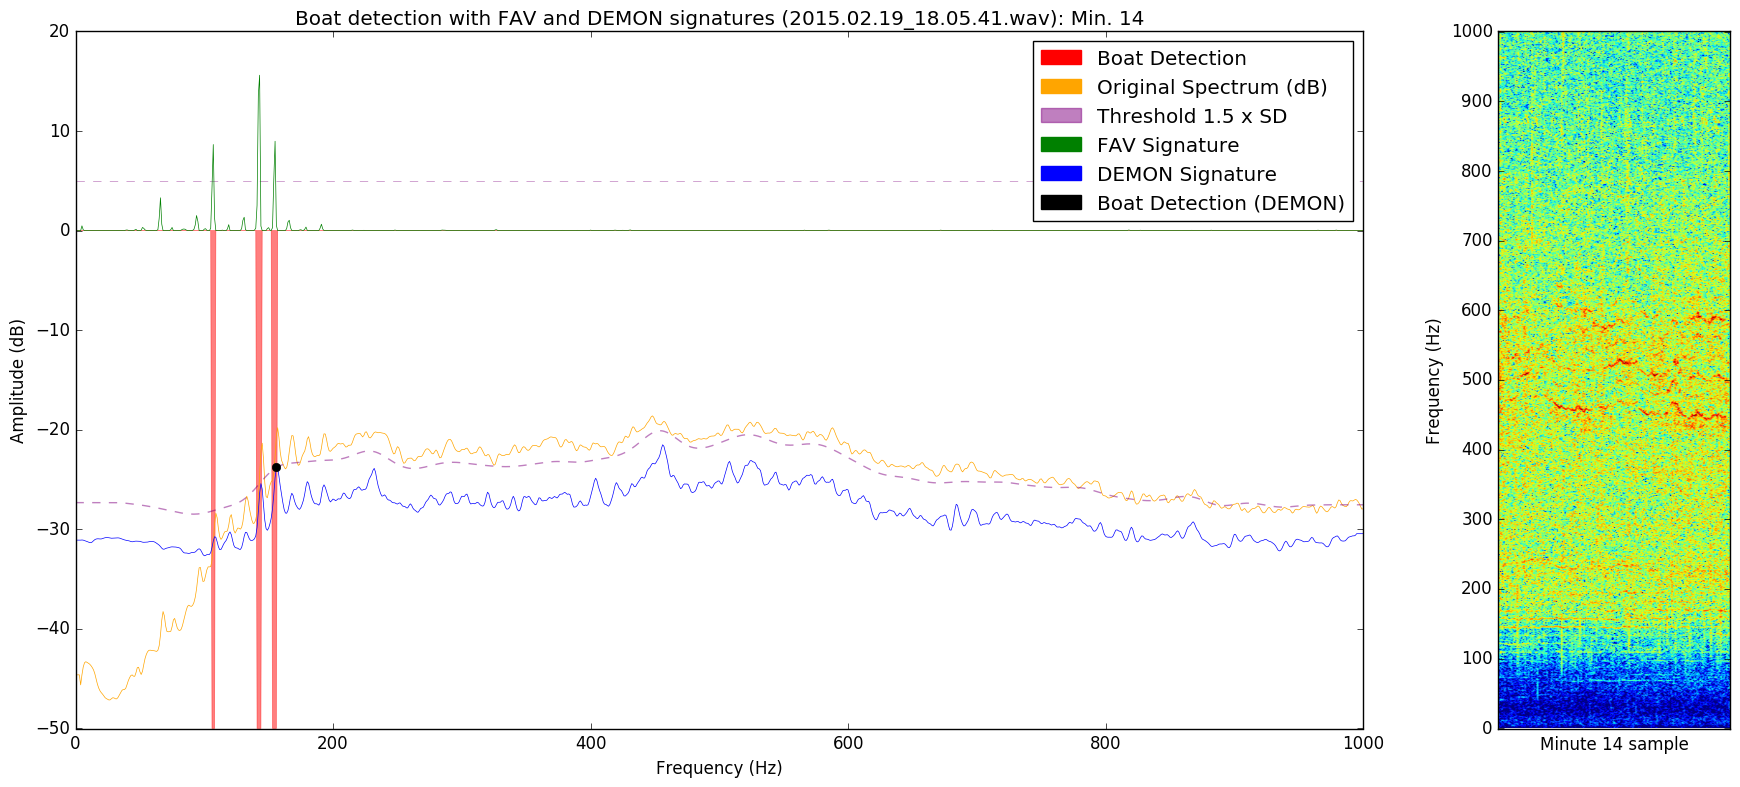 Boat detection with FAV and DEMON signatures (2015.02.19_18.05.41.wav): Min. 14
Amplitude (dB)
20
10
0
−10
−20
−30
−40
−50
Boat Detection
Original Spectrum (dB)
Threshold 1.5 x SD
FAV Signature
DEMON Signature
Boat Detection (DEMON)
0 200 400 600 800 1000
Frequency (Hz)
Frequency (Hz)
1000
900
800
700
600
500
400
300
200
100
0
Minute 14 sample